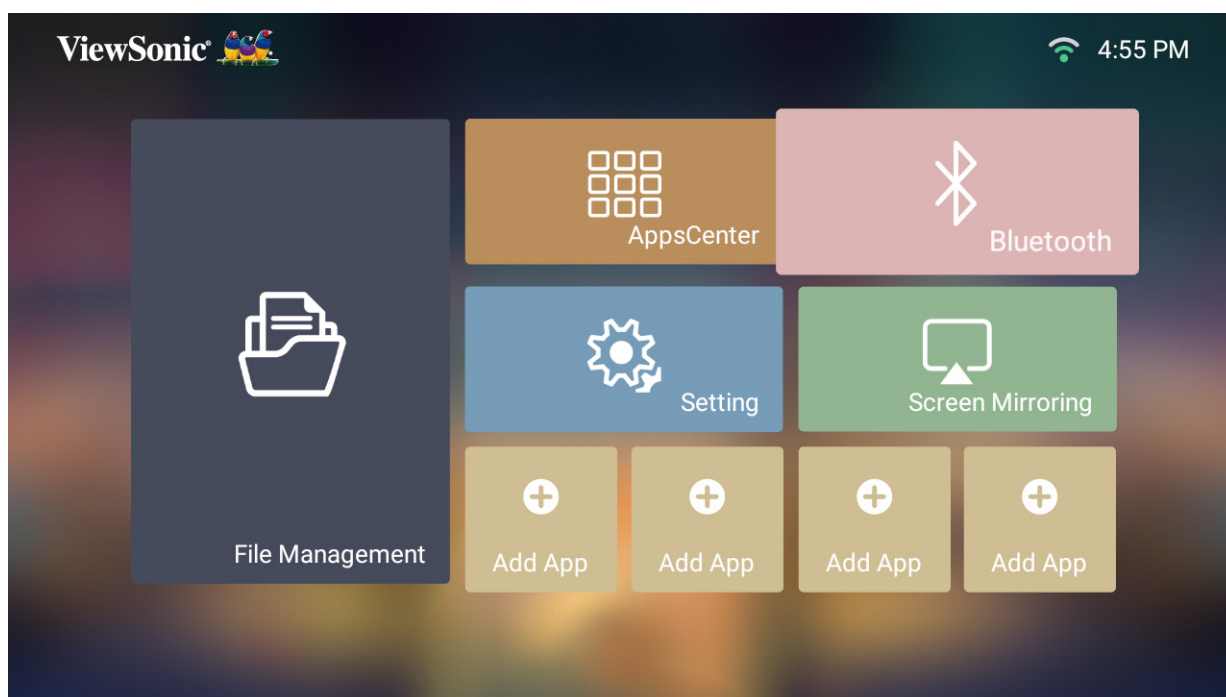 ViewSonic®
4:55 PM
AppsCenter
Bluetooth
Setting
Screen Mirroring
File Management
Add App
Add App
Add App
Add App